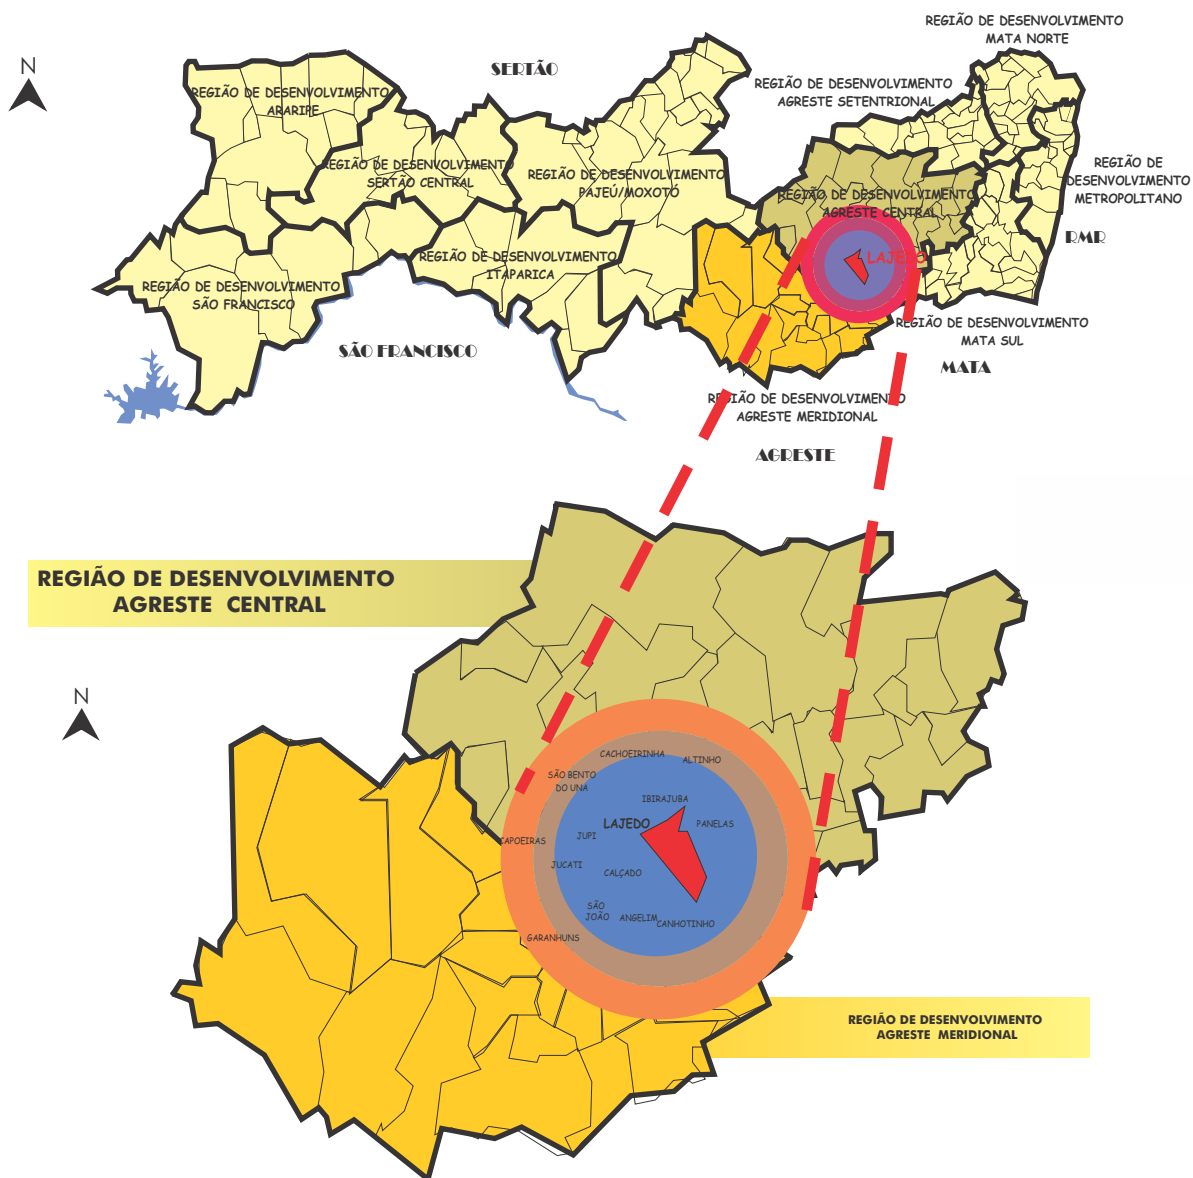 REGIÃO DE DESENVOLVIMENTO
MATA NORTE
N
SERTÃO
REGIÃO DE DESENVOLVIMENTO
AGRESTE SETENTRIONAL
REGIÃO DE DESENVOLVIMENTO
ARARIPE
REGIÃO DE DESENVOLVIMENTO
SERTÃO CENTRAL
REGIÃO DE DESENVOLVIMENTO
PAJEÚ/MOXOTÓ
REGIÃO DE
DESENVOLVIMENTO
METROPOLITANO
REGIÃO DE DESENVOLVIMENTO
AGRESTE CENTRAL
RMR
LAJEDO
REGIÃO DE DESENVOLVIMENTO
ITAPARICA
REGIÃO DE DESENVOLVIMENTO
SÃO FRANCISCO
REGIÃO DE DESENVOLVIMENTO
MATA SUL
SÃO FRANCISCO
MATA
REGIÃO DE DESENVOLVIMENTO
AGRESTE MERIDIONAL
AGRESTE
REGIÃO DE DESENVOLVIMENTO
AGRESTE CENTRAL
N
CACHOEIRINHA
ALTINHO
SÃO BENTO
DO UNA
IBIRAJUBA
LAJEDO
PANELAS
JUPI
CAPOEIRAS
JUCATI
CALÇADO
SÃO
JOÃO
ANGELIM
CANHOTINHO
GARANHUNS
REGIÃO DE DESENVOLVIMENTO
AGRESTE MERIDIONAL